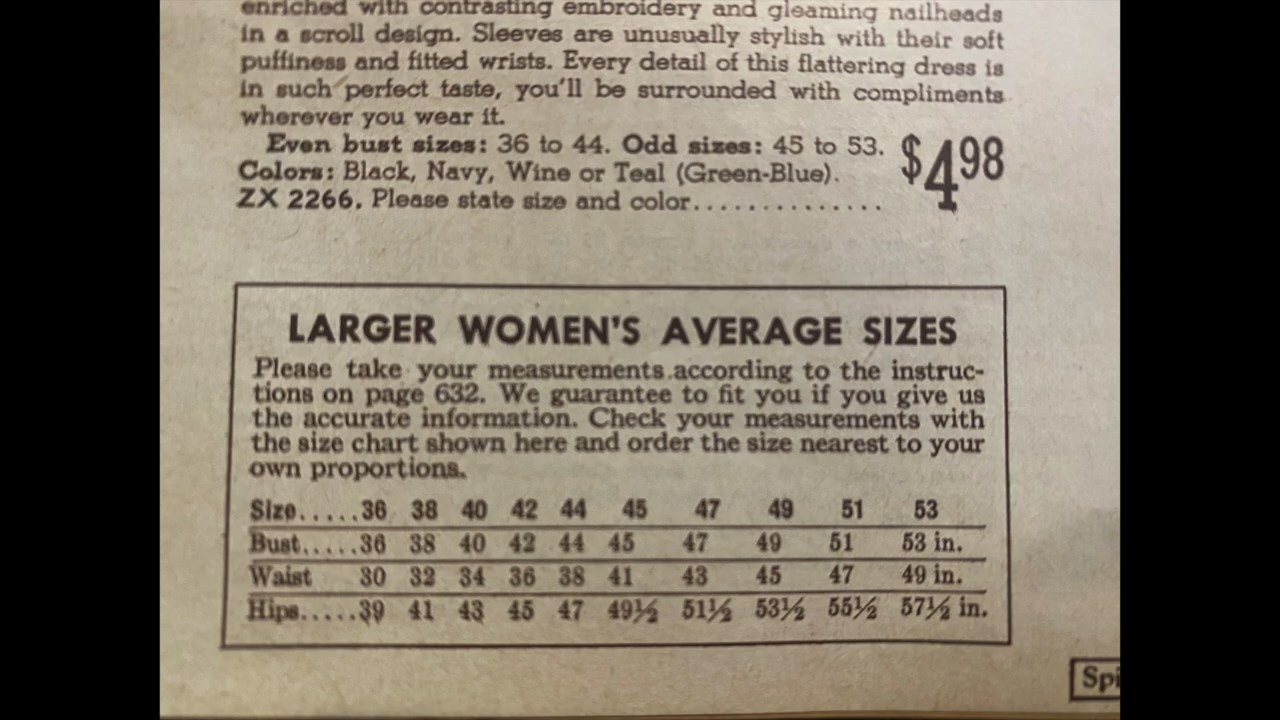 enriched with contrasting embroidery and gleaming nailheads
in a scroll design. Sleeves are unusually stylish with their soft
puffiness and fitted wrists. Every detail of this flattering dress is
in such perfect taste, you'll be surrounded with compliments
wherever you wear it.
Even bust sizes: 36 to 44. Odd sizes: 45 to 53.
Colors: Black, Navy, Wine or Teal (Green-Blue).
ZX 2266. Please state size and color.............. $4.98
LARGER WOMEN'S AVERAGE SIZES
Please take your measurements according to the instruc-
tions on page 632. We guarantee to fit you if you give us
the accurate information. Check your measurements with
the size chart shown here and order the size nearest to your
own proportions.
Size.....36 38 40 42 44 45 47 49 51 53
Bust.....36 38 40 42 44 45 47 49 51 53 in.
Waist 30 32 34 36 38 41 43 45 47 49 in.
Hips.....39 41 43 45 47 49½ 51½ 53½ 55½ 57½ in.
Spi